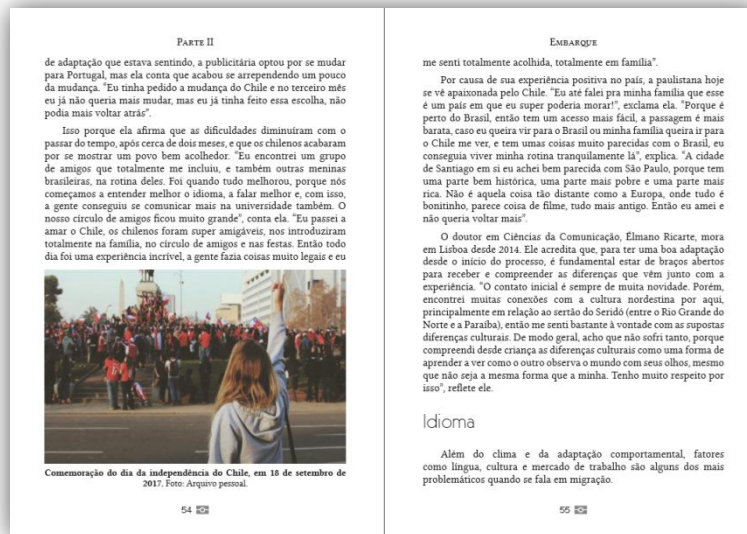 PARTE II
de adaptação que estava sentindo, a publicitária optou por se mudar
para Portugal, mas ela conta que acabou se arrependendo um pouco
da mudança. “Eu tinha pedido a mudança do Chile e no terceiro mês
eu já não queria mais mudar, mas eu já tinha feito essa escolha, não
podia mais voltar atrás”.
Isso porque ela afirma que as dificuldades diminuíram com o
passar do tempo, após cerca de dois meses, e que os chilenos acabaram
por se mostrar um povo bem acolhedor. “Eu encontrei um grupo
de amigos que totalmente me incluiu, e também outras meninas
brasileiras, na rotina deles. Foi quando tudo melhorou, porque nós
começamos a entender melhor o idioma, a falar melhor e, com isso,
a gente conseguiu se comunicar mais na universidade também. O
nosso círculo de amigos ficou muito grande”, conta ela. “Eu passei a
amar o Chile, os chilenos foram super amigáveis, nos introduziram
totalmente na família, no círculo de amigos e nas festas. Então todo
dia foi uma experiência incrível, a gente fazia coisas muito legais e eu
Comemoração do dia da independência do Chile, em 18 de setembro de
2017. Foto: Arquivo pessoal.
54
EMBARQUE
me senti totalmente acolhida, totalmente em família”.
Por causa de sua experiência positiva no país, a paulistana hoje
se vê apaixonada pelo Chile. “Eu até falei pra minha família que esse
é um país em que eu super poderia morar!”, exclama ela. “Porque é
perto do Brasil, então tem um acesso mais fácil, a passagem é mais
barata, caso eu queira vir para o Brasil ou minha família queira ir para
o Chile me ver, e tem umas coisas muito parecidas com o Brasil, eu
conseguia viver minha rotina tranquilamente lá”, explica. “A cidade
de Santiago em si eu achei bem parecida com São Paulo, porque tem
uma parte bem histórica, uma parte mais pobre e uma parte mais
rica. Não é aquela coisa tão distante como a Europa, onde tudo é
bonitinho, parece coisa de filme, tudo mais antigo. Então eu amei e
não queria voltar mais”.
O doutor em Ciências da Comunicação, Élmano Ricarte, mora
em Lisboa desde 2014. Ele acredita que, para ter uma boa adaptação
desde o início do processo, é fundamental estar de braços abertos
para receber e compreender as diferenças que vêm junto com a
experiência. “O contato inicial é sempre de muita novidade. Porém,
encontrei muitas conexões com a cultura nordestina por aqui,
principalmente em relação ao sertão do Seridó (entre o Rio Grande do
Norte e a Paraíba), então me senti bastante à vontade com as supostas
diferenças culturais. De modo geral, acho que não sofri tanto, porque
compreendi desde criança as diferenças culturais como uma forma de
aprender a ver como o outro observa o mundo com seus olhos, mesmo
que não seja a mesma forma que a minha. Tenho muito respeito por
isso”, reflete ele.
Idioma
Além do clima e da adaptação comportamental, fatores
como língua, cultura e mercado de trabalho são alguns dos mais
problemáticos quando se fala em migração.
55